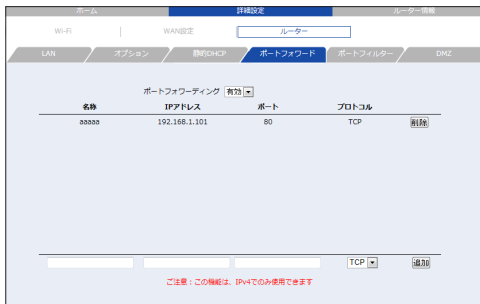 ホーム 詳細設定 ルーター情報
Wi-Fi WAN設定 ルーター
LAN オプション 静的DHCP ポートフォワード ポートフィルター DMZ
ポートフォワーディング 有効
名称 IPアドレス ポート プロトコル
aaaaa 192.168.1.101 80 TCP 削除
TCP 追加
ご注意：この機能は、IPv4でのみ使用できます